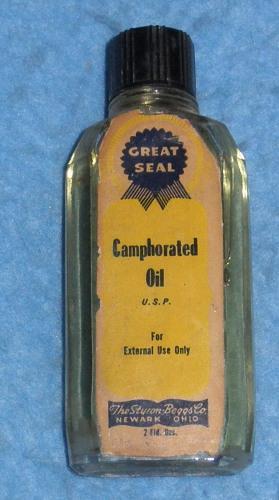 GREAT
SEAL
Camphorated
Oil
U.S.P.
For
External Use Only
The Styron-Beggs Co.
NEWARK OHIO
2 Fld. Ozs.